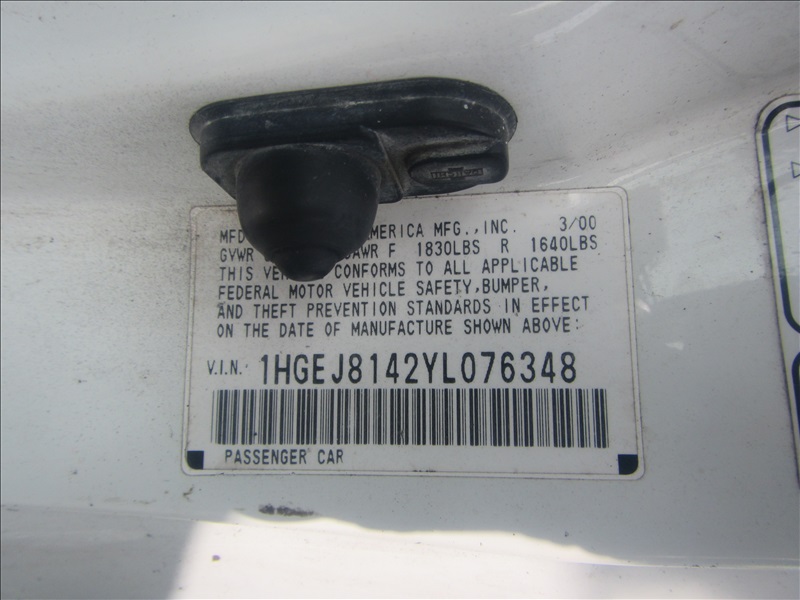 MFD AMERICA MFG.,INC. 3/00
GVWR GAWR F 1830LBS R 1640LBS
THIS CONFORMS TO ALL APPLICABLE
FEDERAL MOTOR VEHICLE SAFETY,BUMPER,
AND THEFT PREVENTION STANDARDS IN EFFECT
ON THE DATE OF MANUFACTURE SHOWN ABOVE:
V.I.N. 1HGEJ8142YL076348
PASSENGER CAR